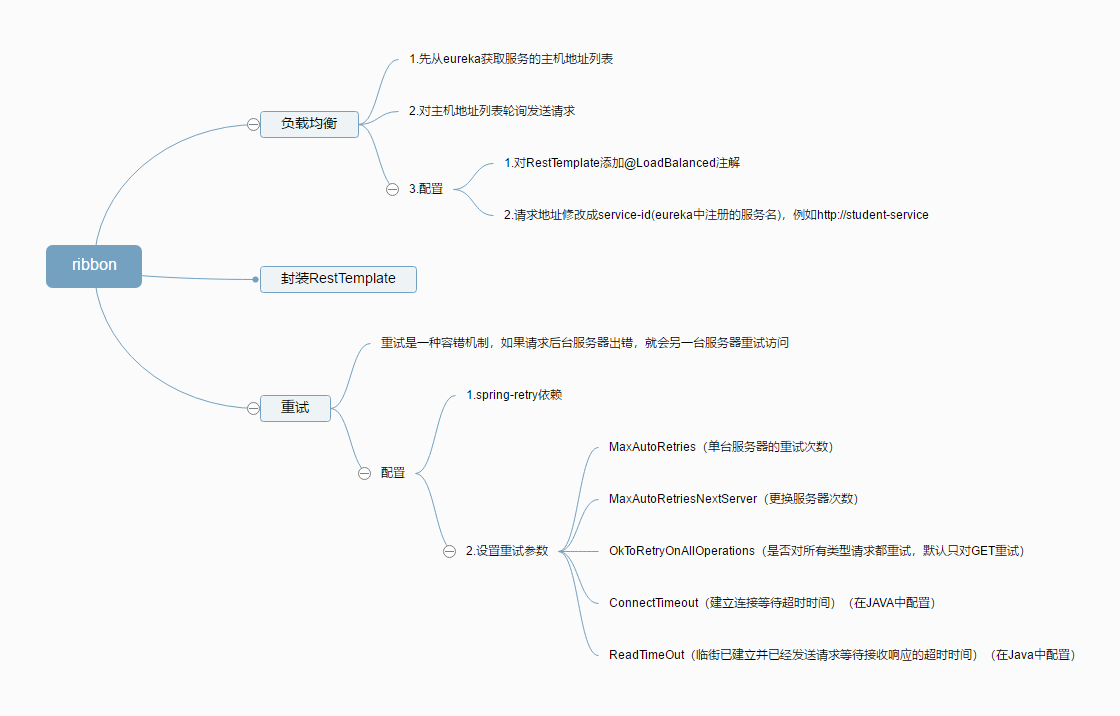 ribbon
负载均衡
1.先从eureka获取服务的主机地址列表
2.对主机地址列表轮询发送请求
3.配置
1.对RestTemplate添加@LoadBalanced注解
2.请求地址修改成service-id(eureka中注册的服务名)，例如http://student-service
封装RestTemplate
重试
重试是一种容错机制，如果请求后台服务器出错，就会另一台服务器重试访问
配置
1.spring-retry依赖
2.设置重试参数
MaxAutoRetries（单台服务器的重试次数）
MaxAutoRetriesNextServer（更换服务器次数）
OkToRetryOnAllOperations（是否对所有类型请求都重试，默认只对GET重试）
ConnectTimeout（建立连接等待超时时间）（在JAVA中配置）
ReadTimeOut（临街已建立并已经发送请求等待接收响应的超时时间）（在Java中配置）